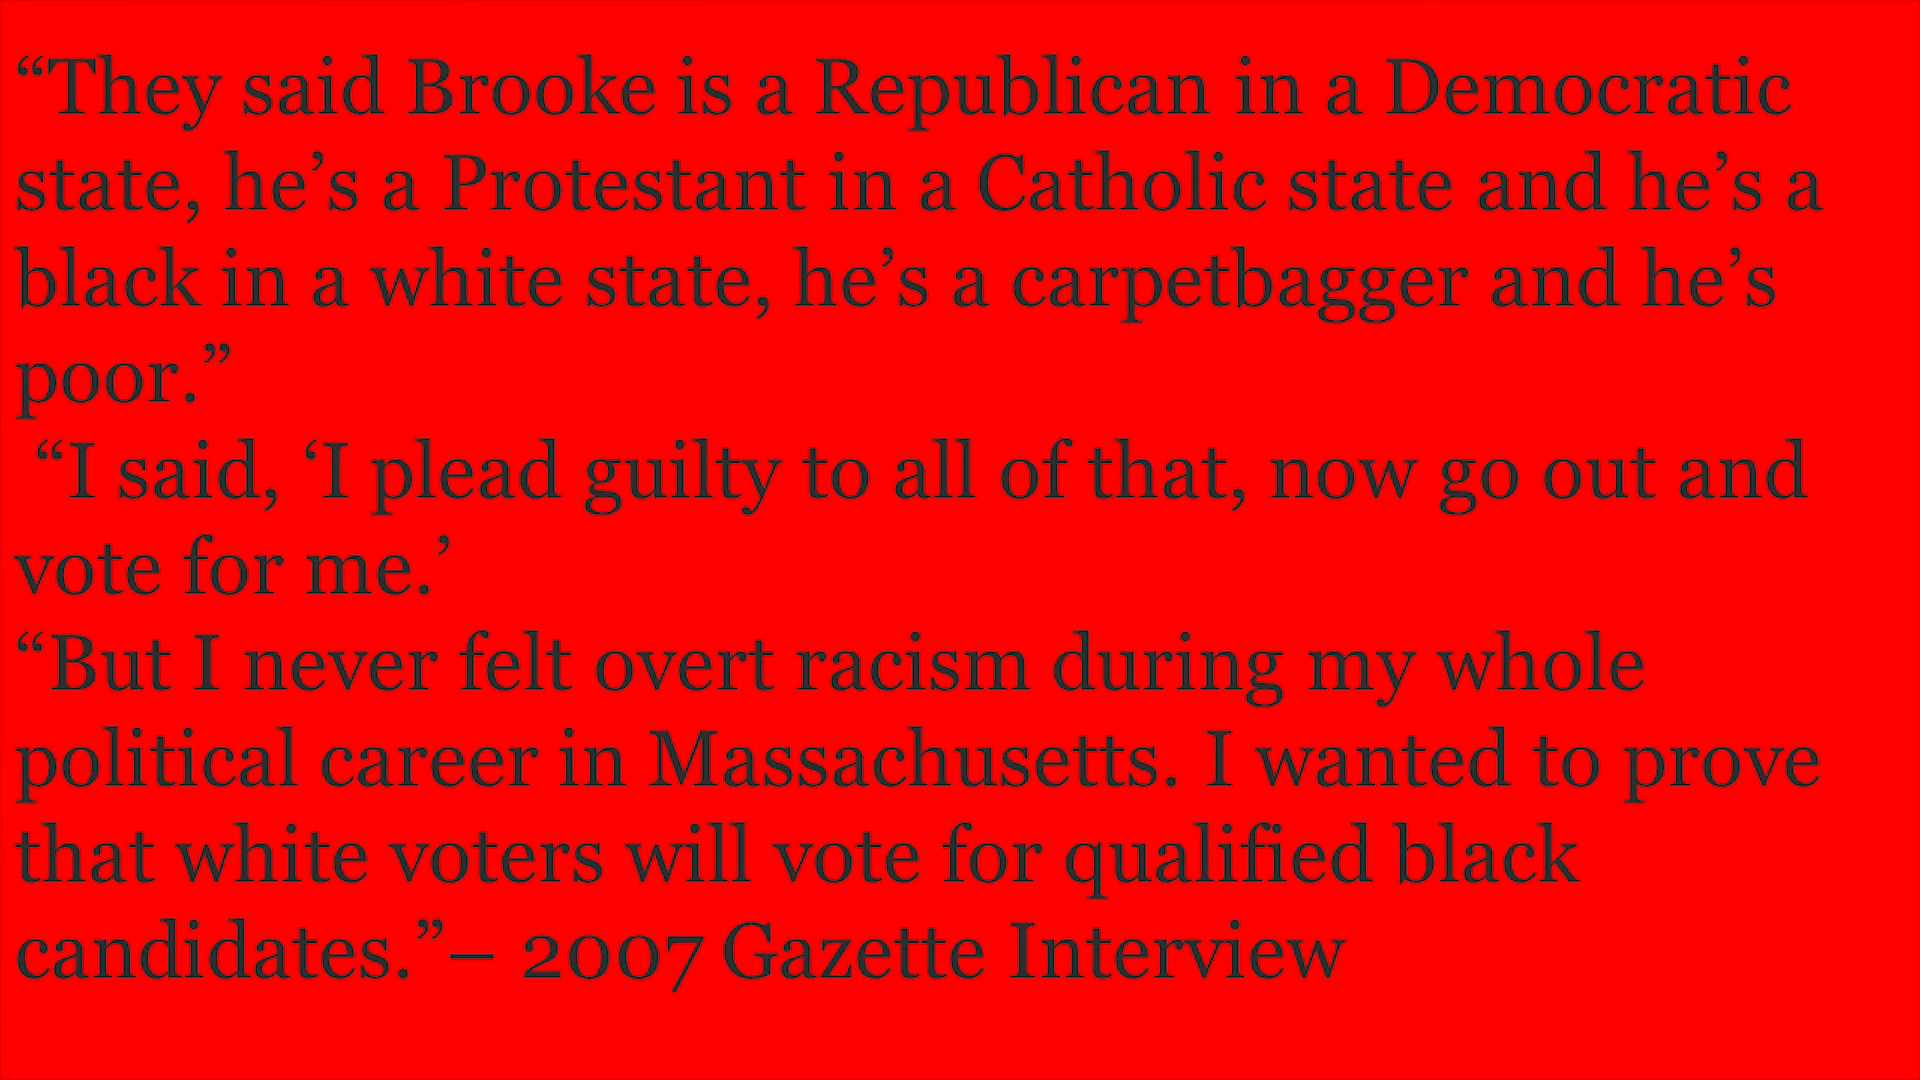 “They said Brooke is a Republican in a Democratic
state, he’s a Protestant in a Catholic state and he’s a
black in a white state, he’s a carpetbagger and he’s
poor.”
“I said, ‘I plead guilty to all of that, now go out and
vote for me.’
“But I never felt overt racism during my whole
political career in Massachusetts. I wanted to prove
that white voters will vote for qualified black
candidates.”– 2007 Gazette Interview